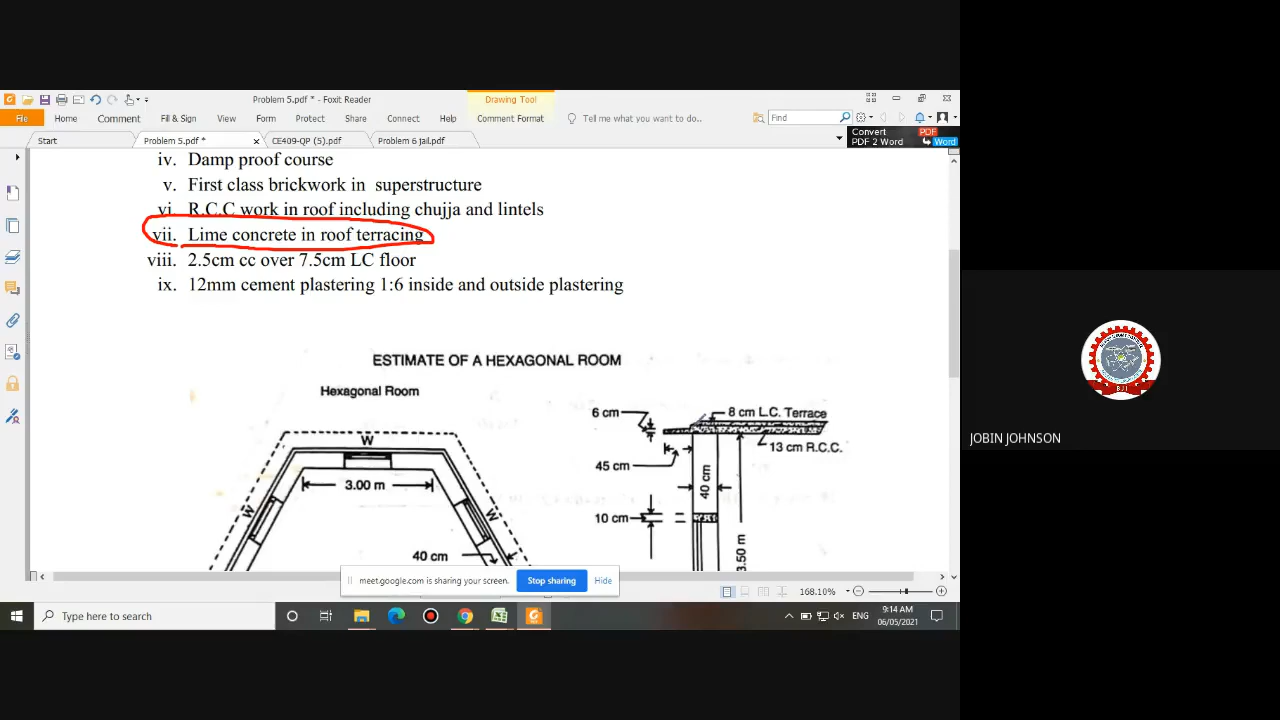 Problem 5.pdf * - Foxit Reader
Drawing Tool
File
Home
Comment
Fill & Sign
View
Form
Protect
Share
Connect
Help
Comment Format
Tell me what you want to do..
Find
Start
Problem 5.pdf *
CE409-QP (5).pdf
Problem 6 Jail.pdf
Convert PDF
PDF 2 Word Word
iv. Damp proof course
v. First class brickwork in superstructure
vi. R.C.C work in roof including chujja and lintels
vii. Lime concrete in roof terracing
viii. 2.5cm cc over 7.5cm LC floor
ix. 12mm cement plastering 1:6 inside and outside plastering
ESTIMATE OF A HEXAGONAL ROOM
Hexagonal Room
W
3.00 m
W
W
40 cm
6 cm
8 cm L.C. Terrace
13 cm R.C.C.
45 cm
40 cm
10 cm
3.50 m
meet.google.com is sharing your screen.
Stop sharing
Hide
168.10%
Type here to search
ENG
9:14 AM
06/05/2021
BJI
JOBIN JOHNSON